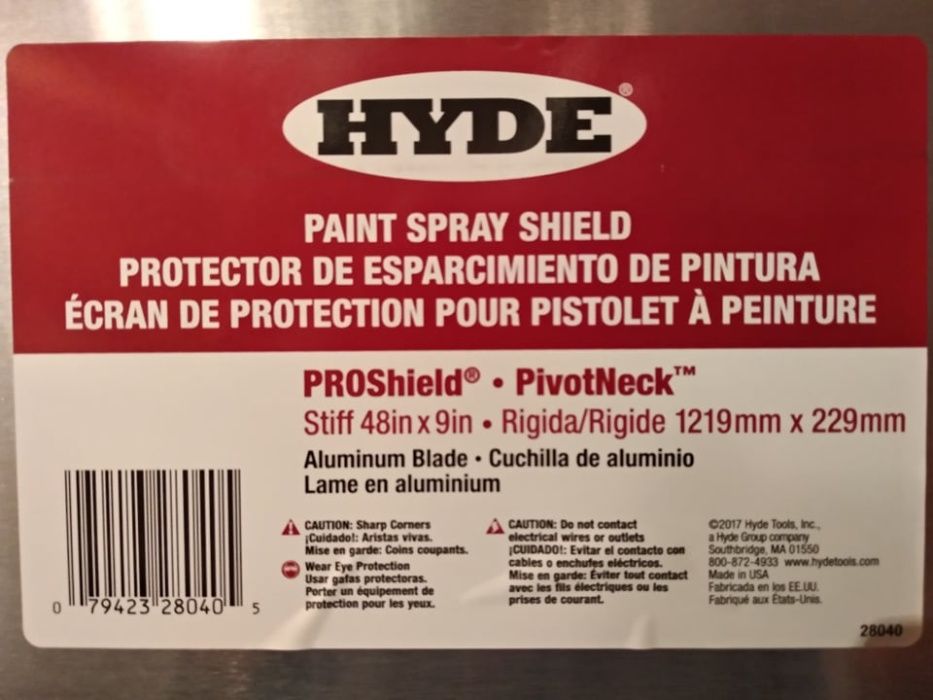 HYDE®
PAINT SPRAY SHIELD
PROTECTOR DE ESPARCIMIENTO DE PINTURA
ÉCRAN DE PROTECTION POUR PISTOLET À PEINTURE
PROShield® • PivotNeck™
Stiff 48in x 9in • Rigida/Rigide 1219mm x 229mm
Aluminum Blade • Cuchilla de aluminio
Lame en aluminium
CAUTION: Sharp Corners
¡Cuidado!: Aristas vivas.
Mise en garde: Coins coupants.
Wear Eye Protection
Usar gafas protectoras.
Porter un équipement de
protection pour les yeux.
CAUTION: Do not contact
electrical wires or outlets
¡CUIDADO!: Evitar el contacto con
cables o enchufes eléctricos.
Mise en garde: Éviter tout contact
avec les fils électriques ou les
prises de courant.
©2017 Hyde Tools, Inc.,
a Hyde Group company
Southbridge, MA 01550
800-872-4933 www.hydetools.com
Made in USA
Fabricada en los EE.UU.
Fabriqué aux États-Unis.
0 79423 28040 5
28040